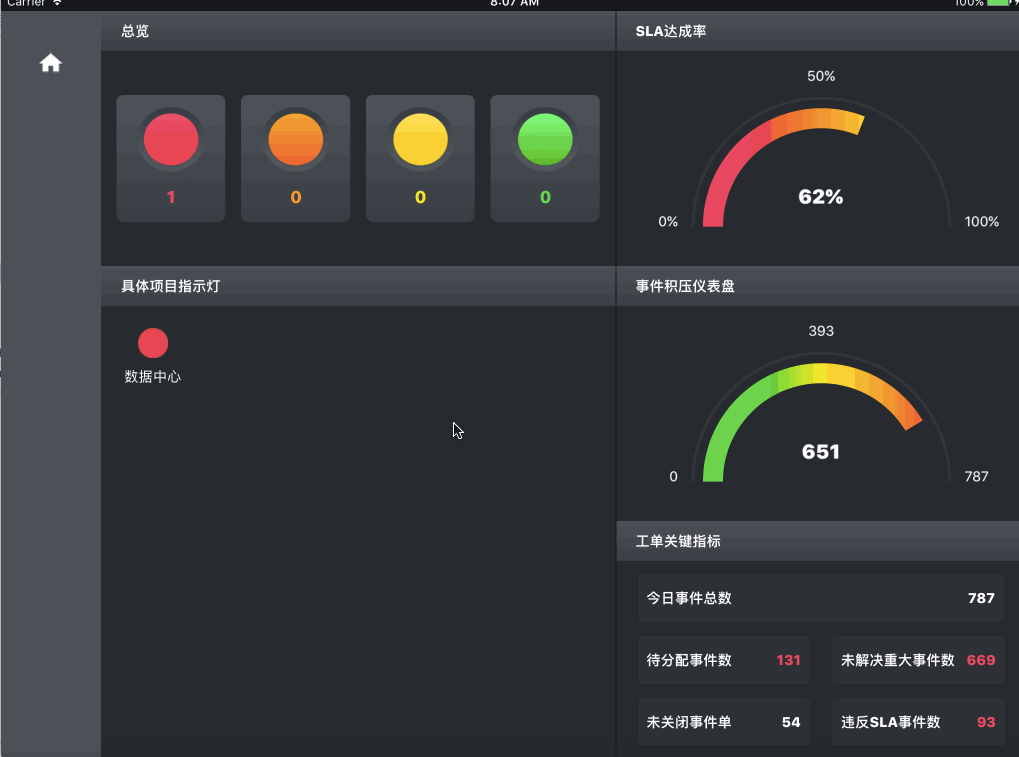 Carrier
8:07 AM
100%
总览
1
0
0
0
具体项目指示灯
数据中心
SLA达成率
50%
62%
0%
100%
事件积压仪表盘
393
651
0
787
工单关键指标
今日事件总数 787
待分配事件数 131
未解决重大事件数 669
未关闭事件单 54
违反SLA事件数 93